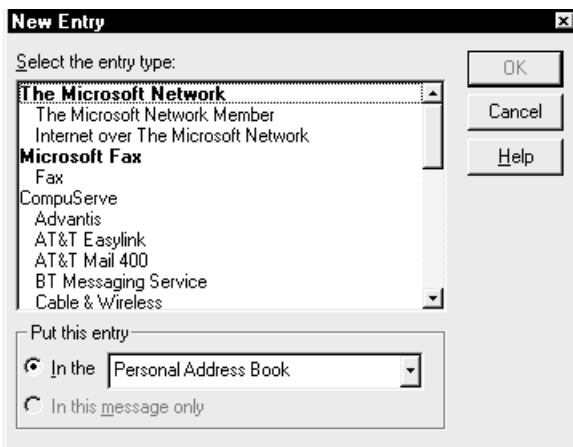 New Entry
Select the entry type:
OK
The Microsoft Network
The Microsoft Network Member
Cancel
Internet over The Microsoft Network
Microsoft Fax
Help
Fax
CompuServe
Advantis
AT&T Easylink
AT&T Mail 400
BT Messaging Service
Cable & Wireless
Put this entry
In the Personal Address Book
In this message only